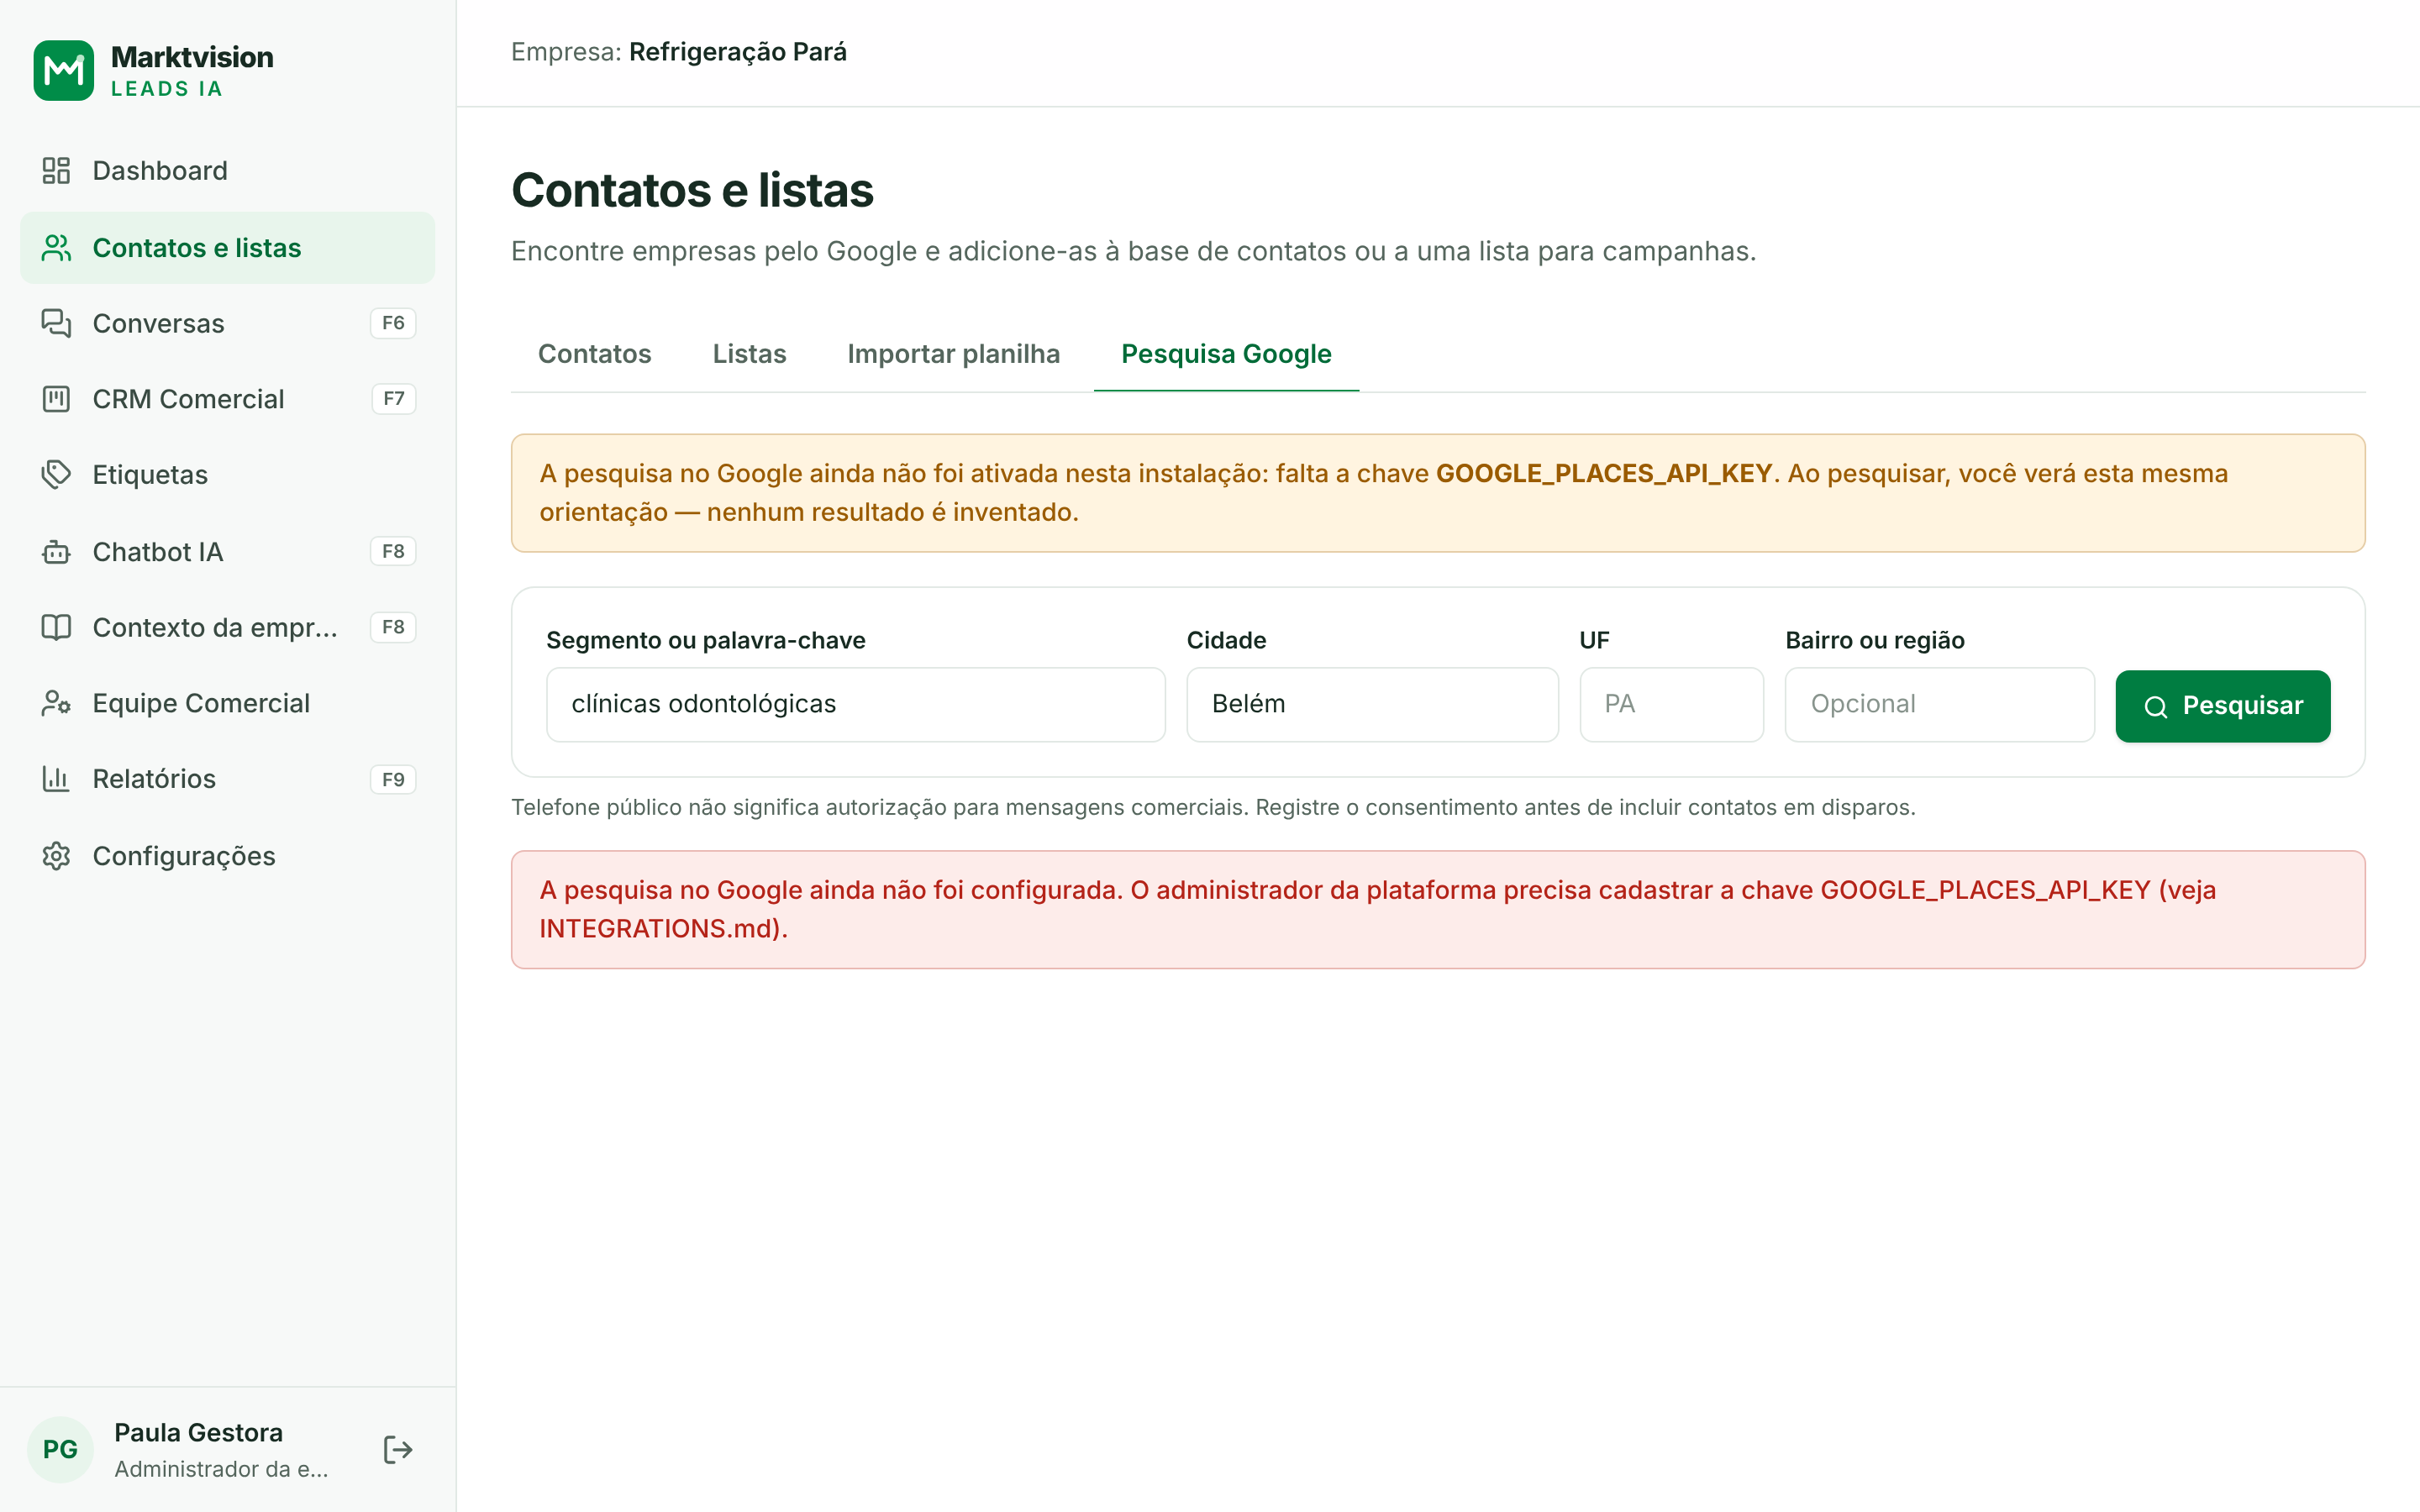 Marktvision
LEADS IA
Dashboard
Contatos e listas
Conversas
F6
CRM Comercial
F7
Etiquetas
Chatbot IA
F8
Contexto da empr...
F8
Equipe Comercial
Relatórios
F9
Configurações
PG
Paula Gestora
Administrador da e...
Empresa: Refrigeração Pará
Contatos e listas
Encontre empresas pelo Google e adicione-as à base de contatos ou a uma lista para campanhas.
Contatos
Listas
Importar planilha
Pesquisa Google
A pesquisa no Google ainda não foi ativada nesta instalação: falta a chave GOOGLE_PLACES_API_KEY. Ao pesquisar, você verá esta mesma
orientação — nenhum resultado é inventado.
Segmento ou palavra-chave
clínicas odontológicas
Cidade
Belém
UF
PA
Bairro ou região
Opcional
Pesquisar
Telefone público não significa autorização para mensagens comerciais. Registre o consentimento antes de incluir contatos em disparos.
A pesquisa no Google ainda não foi configurada. O administrador da plataforma precisa cadastrar a chave GOOGLE_PLACES_API_KEY (veja
INTEGRATIONS.md).